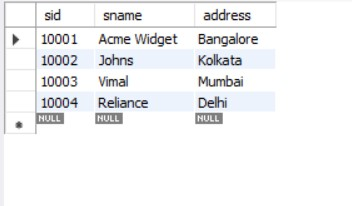 sid sname address
10001 Acme Widget Bangalore
10002 Johns Kolkata
10003 Vimal Mumbai
10004 Reliance Delhi
NULL NULL NULL